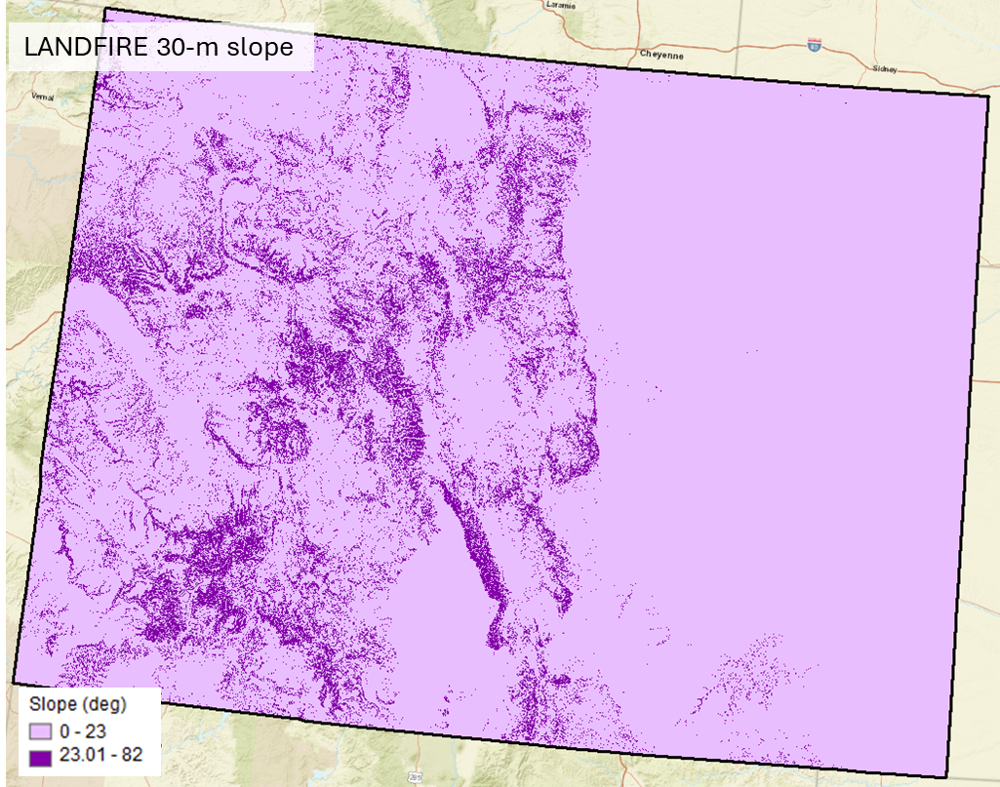 Laramie
LANDFIRE 30-m slope
80
Cheyenne
Sidney
Vernal
Slope (deg)
0 - 23
23.01 - 82
285